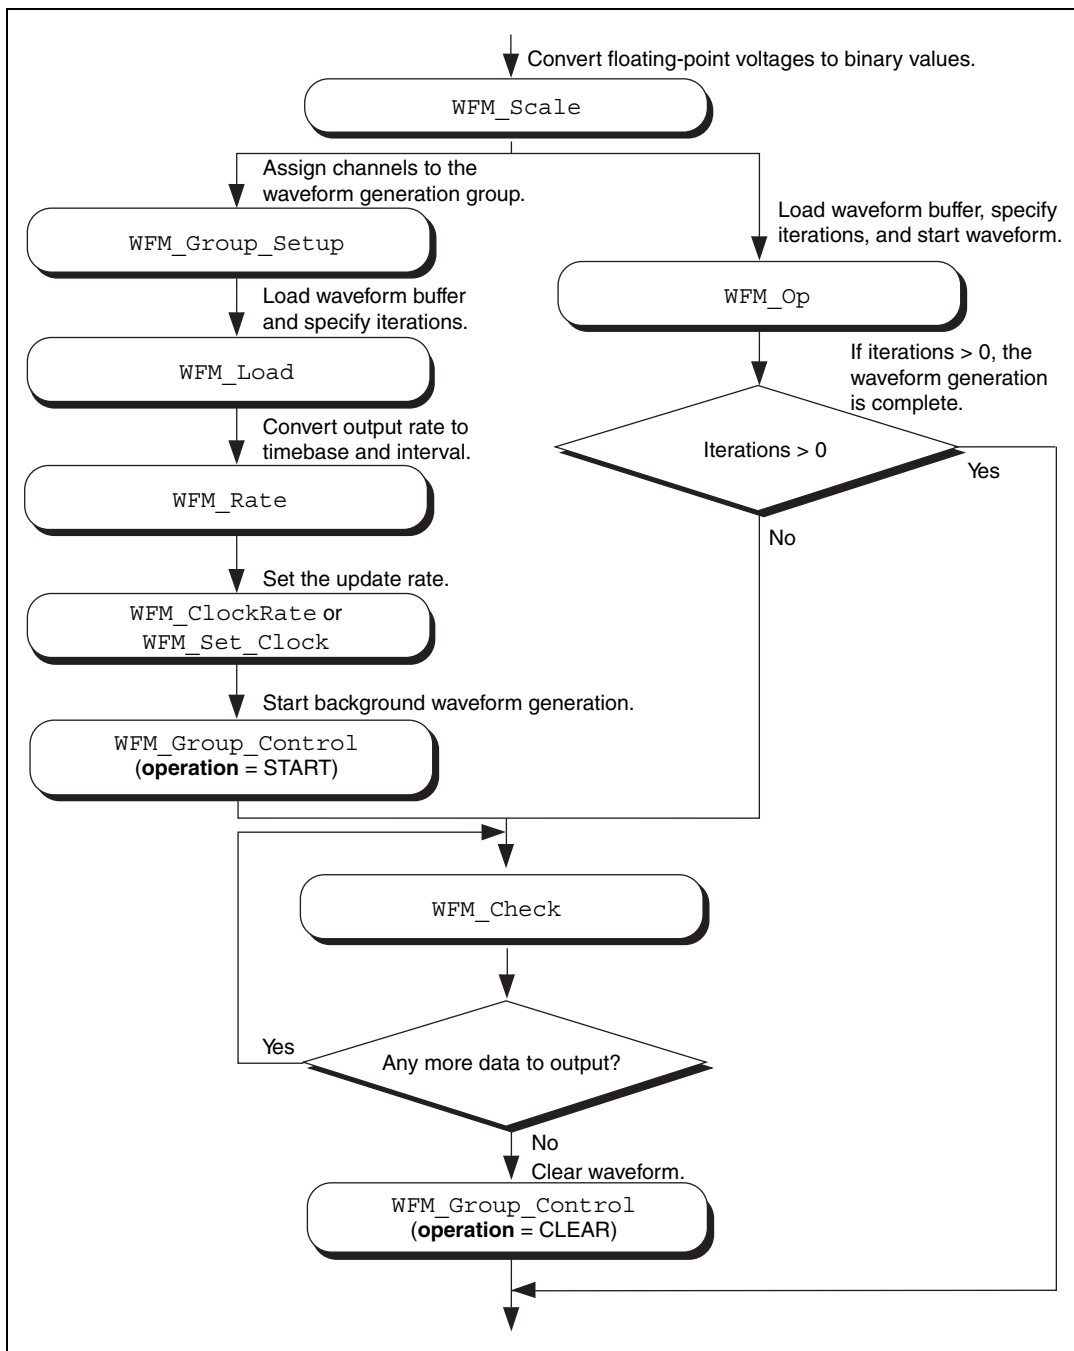 Convert floating-point voltages to binary values.
WFM_Scale
Assign channels to the
waveform generation group.
WFM_Group_Setup
Load waveform buffer
and specify iterations.
WFM_Load
Convert output rate to
timebase and interval.
WFM_Rate
Set the update rate.
WFM_ClockRate or
WFM_Set_Clock
Start background waveform generation.
WFM_Group_Control
(operation = START)
Load waveform buffer, specify
iterations, and start waveform.
WFM_Op
If iterations > 0, the
waveform generation
is complete.
Iterations > 0
Yes
No
WFM_Check
Any more data to output?
Yes
No
Clear waveform.
WFM_Group_Control
(operation = CLEAR)